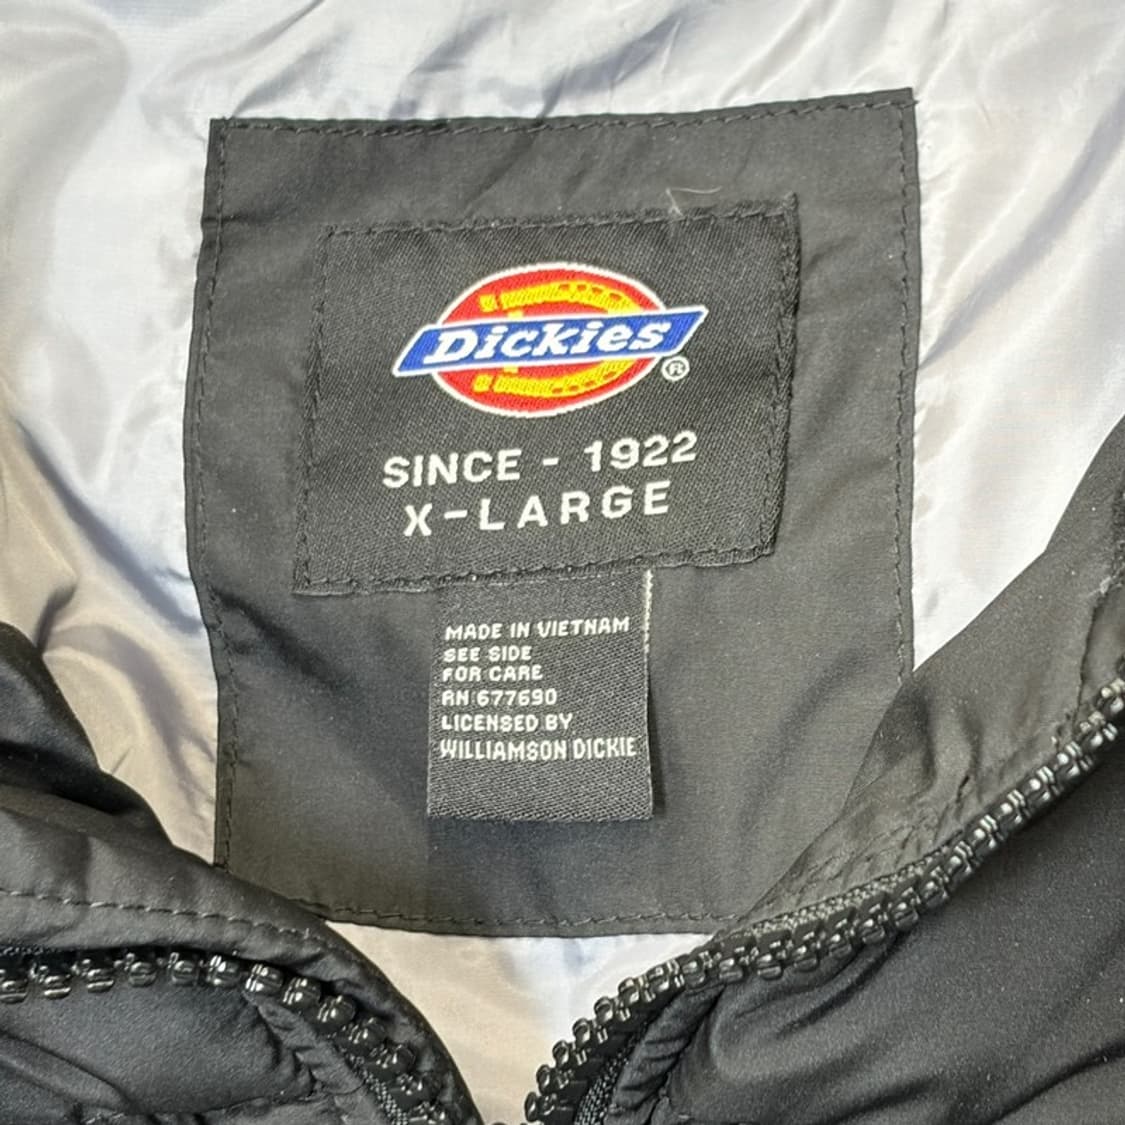 Dickies®
SINCE - 1922
X-LARGE
MADE IN VIETNAM
SEE SIDE
FOR CARE
RN 677690
LICENSED BY
WILLIAMSON DICKIE